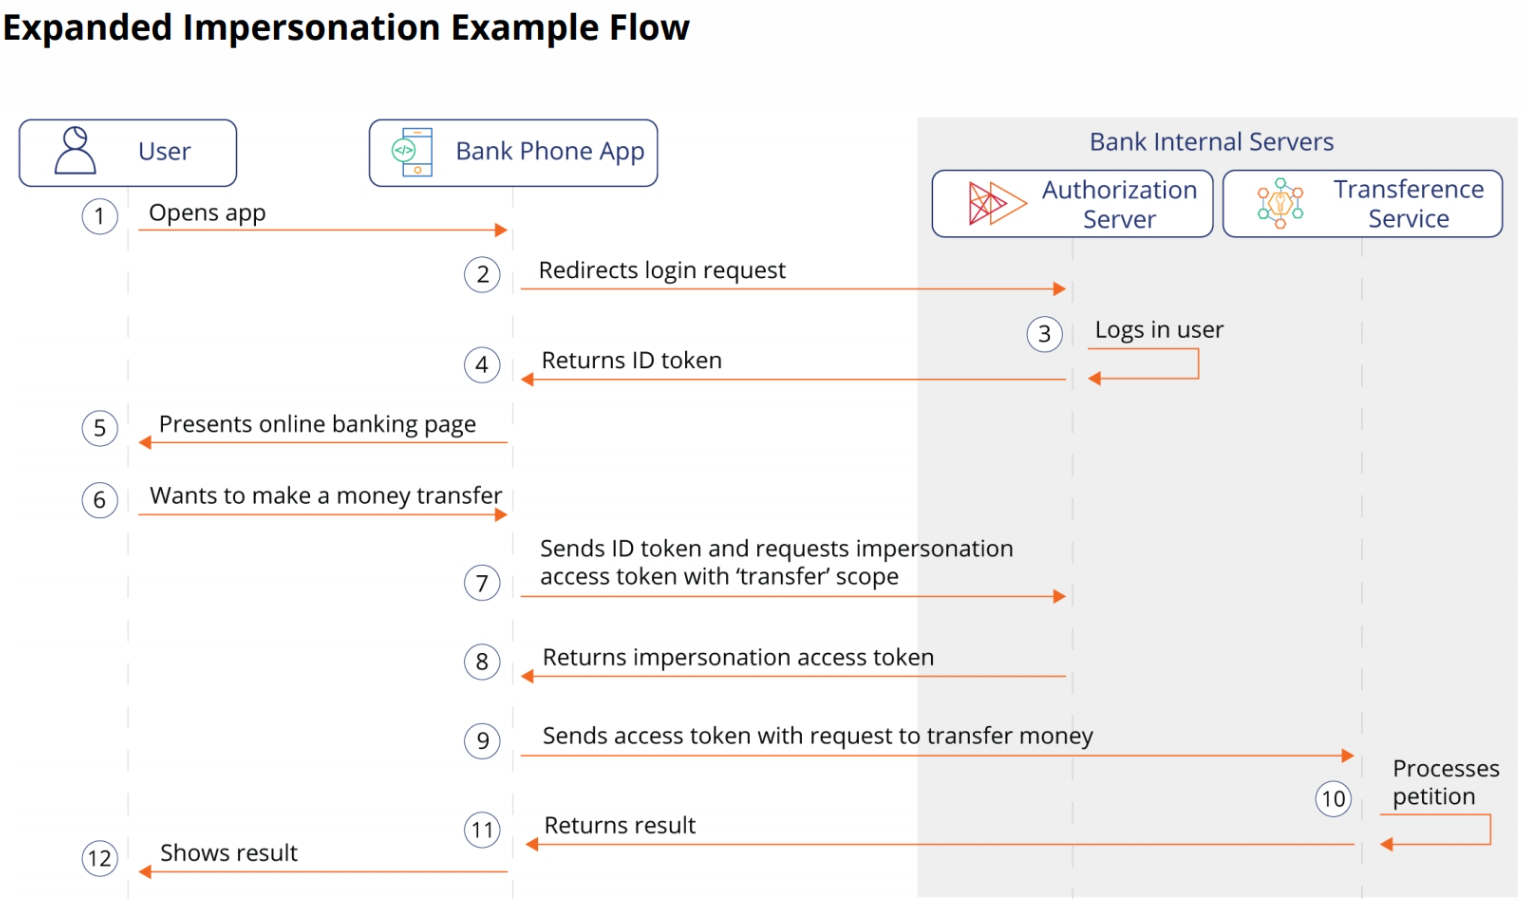 Expanded Impersonation Example Flow
Bank Internal Servers
User
Bank Phone App
</>
Authorization
Server
Transference
Service
1
Opens app
2
Redirects login request
3
Logs in user
4
Returns ID token
5
Presents online banking page
6
Wants to make a money transfer
7
Sends ID token and requests impersonation
access token with ‘transfer’ scope
8
Returns impersonation access token
9
Sends access token with request to transfer money
10
Processes
petition
11
Returns result
12
Shows result